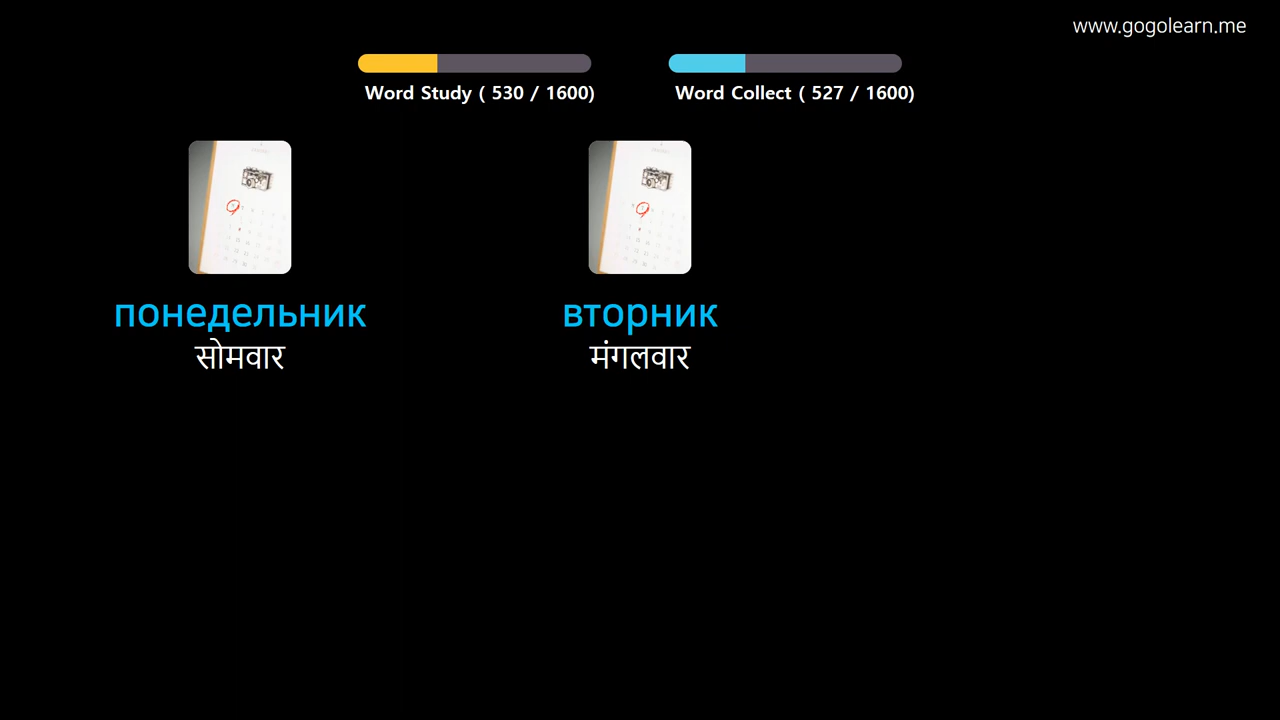 www.gogolearn.me
Word Study ( 530 / 1600)
Word Collect ( 527 / 1600)
понедельник
вторник
सोमवार
मंगलवार